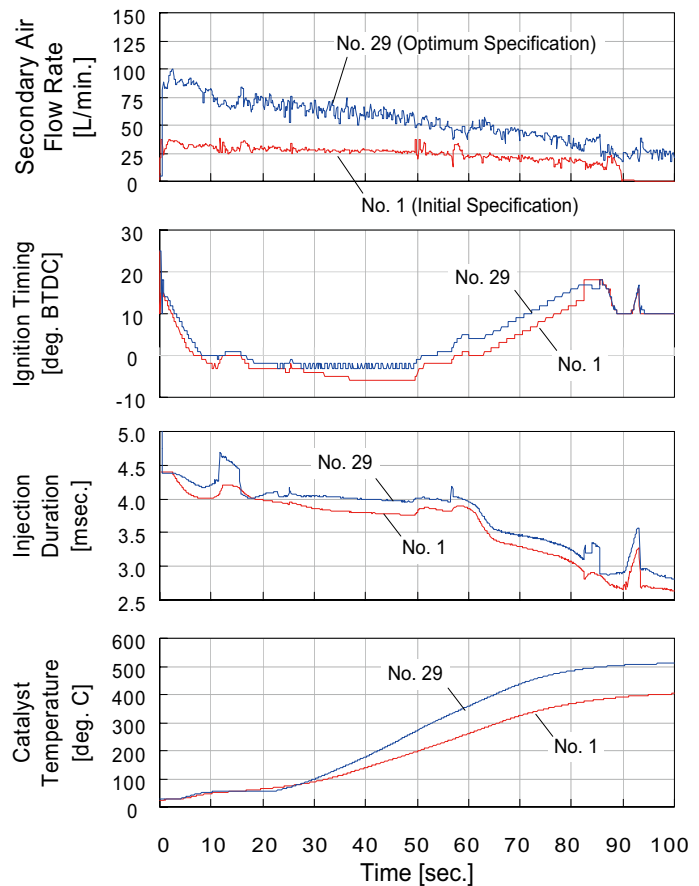 Secondary Air
Flow Rate
[L/min.]
150
125
100
75
50
25
0
No. 29 (Optimum Specification)
No. 1 (Initial Specification)
Ignition Timing
[deg. BTDC]
30
20
10
0
-10
No. 29
No. 1
Injection
Duration
[msec.]
5.0
4.5
4.0
3.5
3.0
2.5
No. 29
No. 1
Catalyst
Temperature
[deg. C]
600
500
400
300
200
100
0
No. 29
No. 1
0 10 20 30 40 50 60 70 80 90 100
Time [sec.]